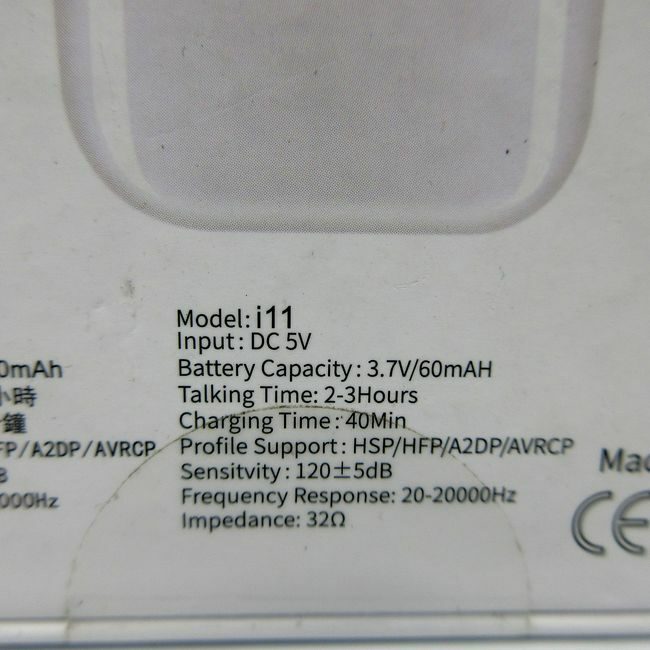 Model: i11
Input: DC 5V
Battery Capacity: 3.7V/60mAH
Talking Time: 2-3Hours
Charging Time: 40Min
Profile Support: HSP/HFP/A2DP/AVRCP
Sensitvity: 120±5dB
Frequency Response: 20-20000Hz
Impedance: 32Ω
0mAh
小時
鐘
FP/A2DP/AVRCP
B
000Hz
CE